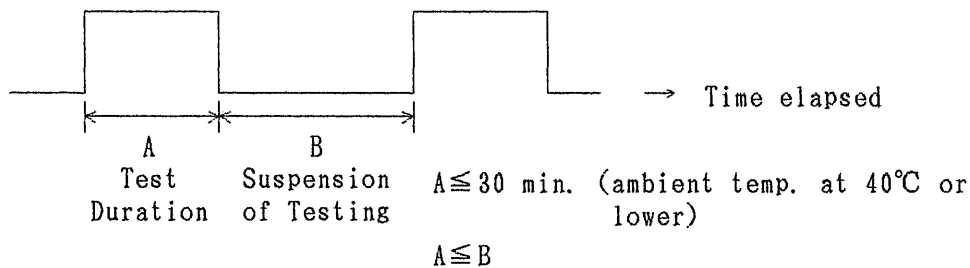 → Time elapsed
A
Test
Duration
B
Suspension
of Testing
A≦30 min. (ambient temp. at 40℃ or
lower)
A≦B